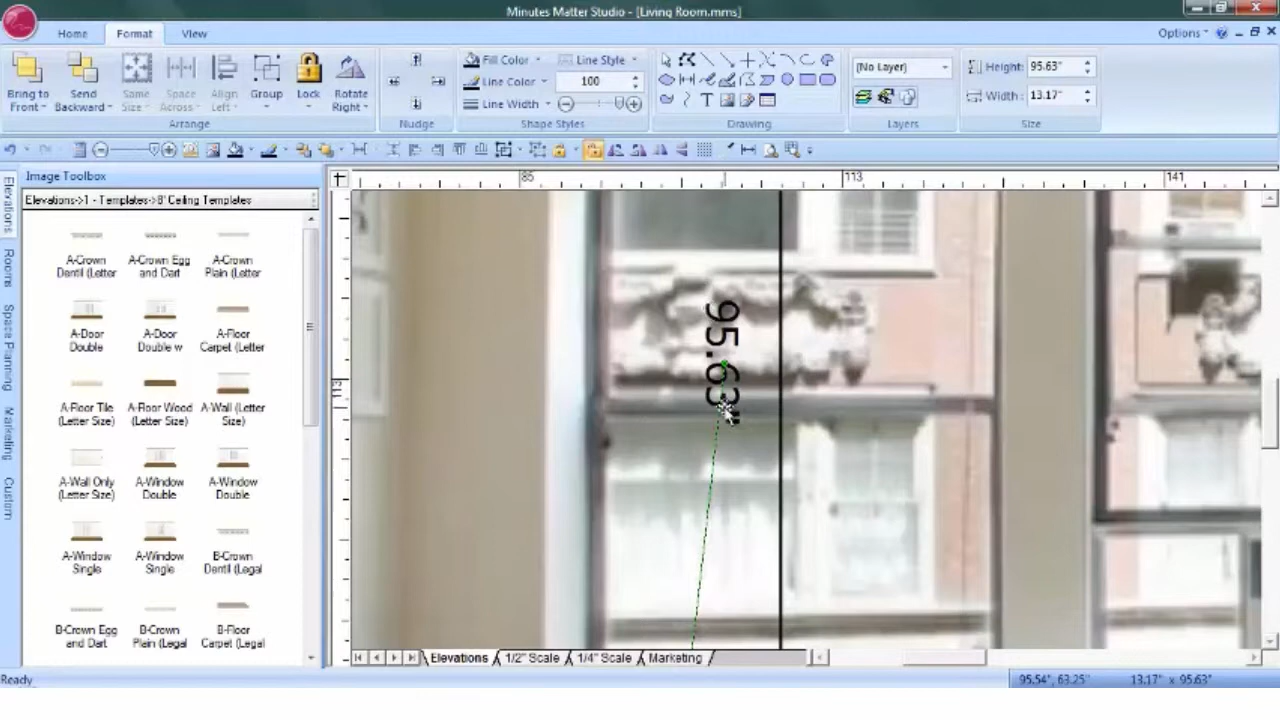 Minutes Matter Studio - [Living Room.mms]
Home Format View Options
Bring to Front Send Backward Same Size Space Across Align Left Group Lock Rotate Right
Arrange
Nudge
Fill Color Line Style
Line Color 100
Line Width
Shape Styles
Drawing
(No Layer)
Layers
Height: 95.63"
Width : 13.17"
Size
Image Toolbox
Elevations->1 - Templates->8' Ceiling Templates
Elevations
Rooms
Space Planning
Marketing
Custom
A-Crown Dentil (Letter
A-Crown Egg and Dart
A-Crown Plain (Letter
A-Door Double
A-Door Double w
A-Floor Carpet (Letter
A-Floor Tile (Letter Size)
A-Floor Wood (Letter Size)
A-Wall (Letter Size)
A-Wall Only (Letter Size)
A-Window Double
A-Window Double
A-Window Single
A-Window Single
B-Crown Dentil (Legal
B-Crown Egg and Dart
B-Crown Plain (Legal
B-Floor Carpet (Legal
85 113 141
113
95.63"
Elevations 1/2" Scale 1/4" Scale Marketing
Ready
95.54", 63.25" 13.17" x 95.63"